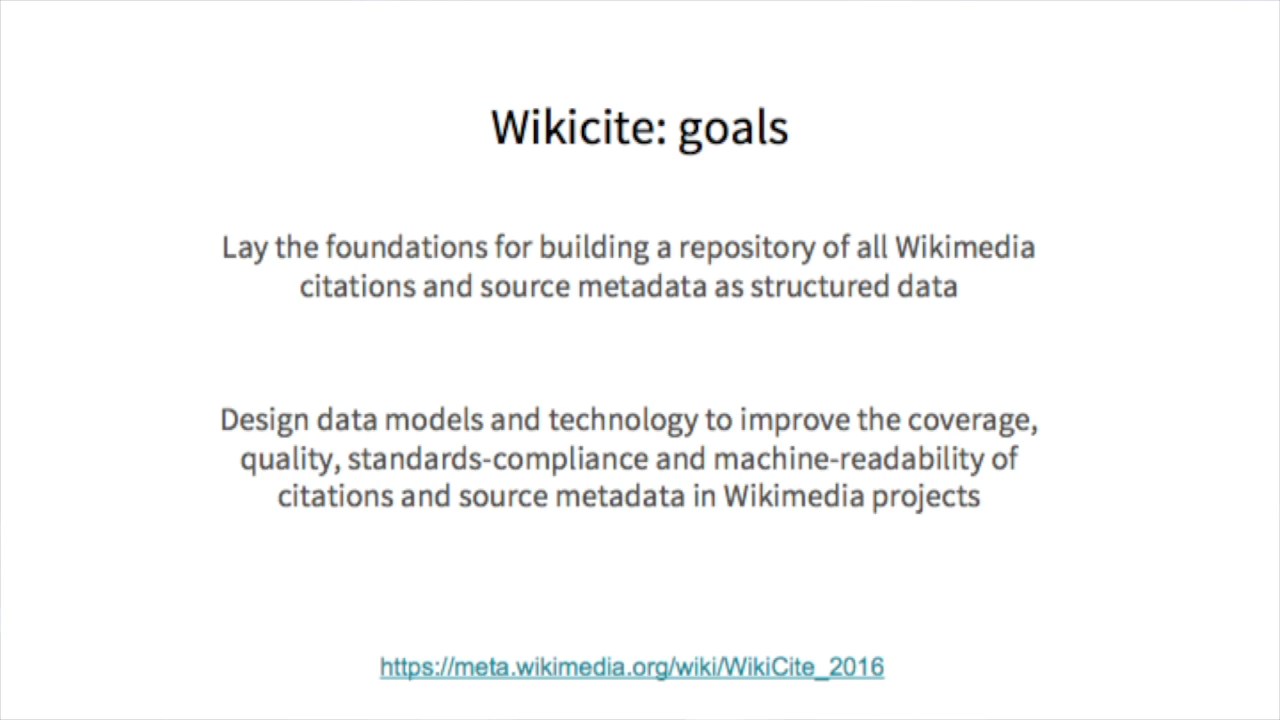 Wikicite: goals
Lay the foundations for building a repository of all Wikimedia
citations and source metadata as structured data
Design data models and technology to improve the coverage,
quality, standards-compliance and machine-readability of
citations and source metadata in Wikimedia projects
https://meta.wikimedia.org/wiki/WikiCite_2016